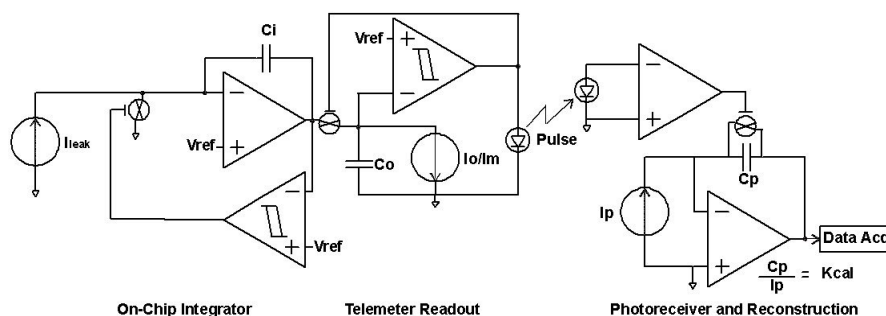 Ci
Vref
Ileak
Vref
Vref
Co
Io/Im
Pulse
Ip
Cp
Data Acq
Cp
Ip = Kcal
On-Chip Integrator
Telemeter Readout
Photoreceiver and Reconstruction